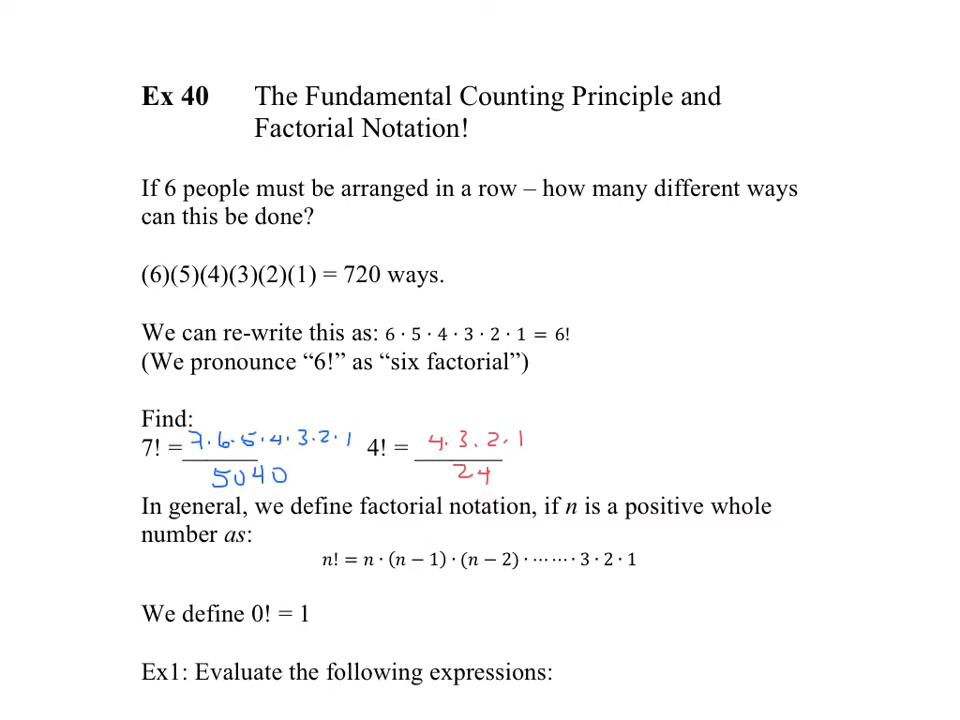 Ex 40 The Fundamental Counting Principle and
Factorial Notation!
If 6 people must be arranged in a row – how many different ways
can this be done?
(6)(5)(4)(3)(2)(1) = 720 ways.
We can re-write this as: 6 · 5 · 4 · 3 · 2 · 1 = 6!
(We pronounce “6!” as “six factorial”)
Find:
7! = 7·6·5·4·3·2·1 4! = 4·3·2·1
5040 24
In general, we define factorial notation, if n is a positive whole
number as:
n! = n · (n − 1) · (n − 2) · ⋯⋯ · 3 · 2 · 1
We define 0! = 1
Ex1: Evaluate the following expressions: